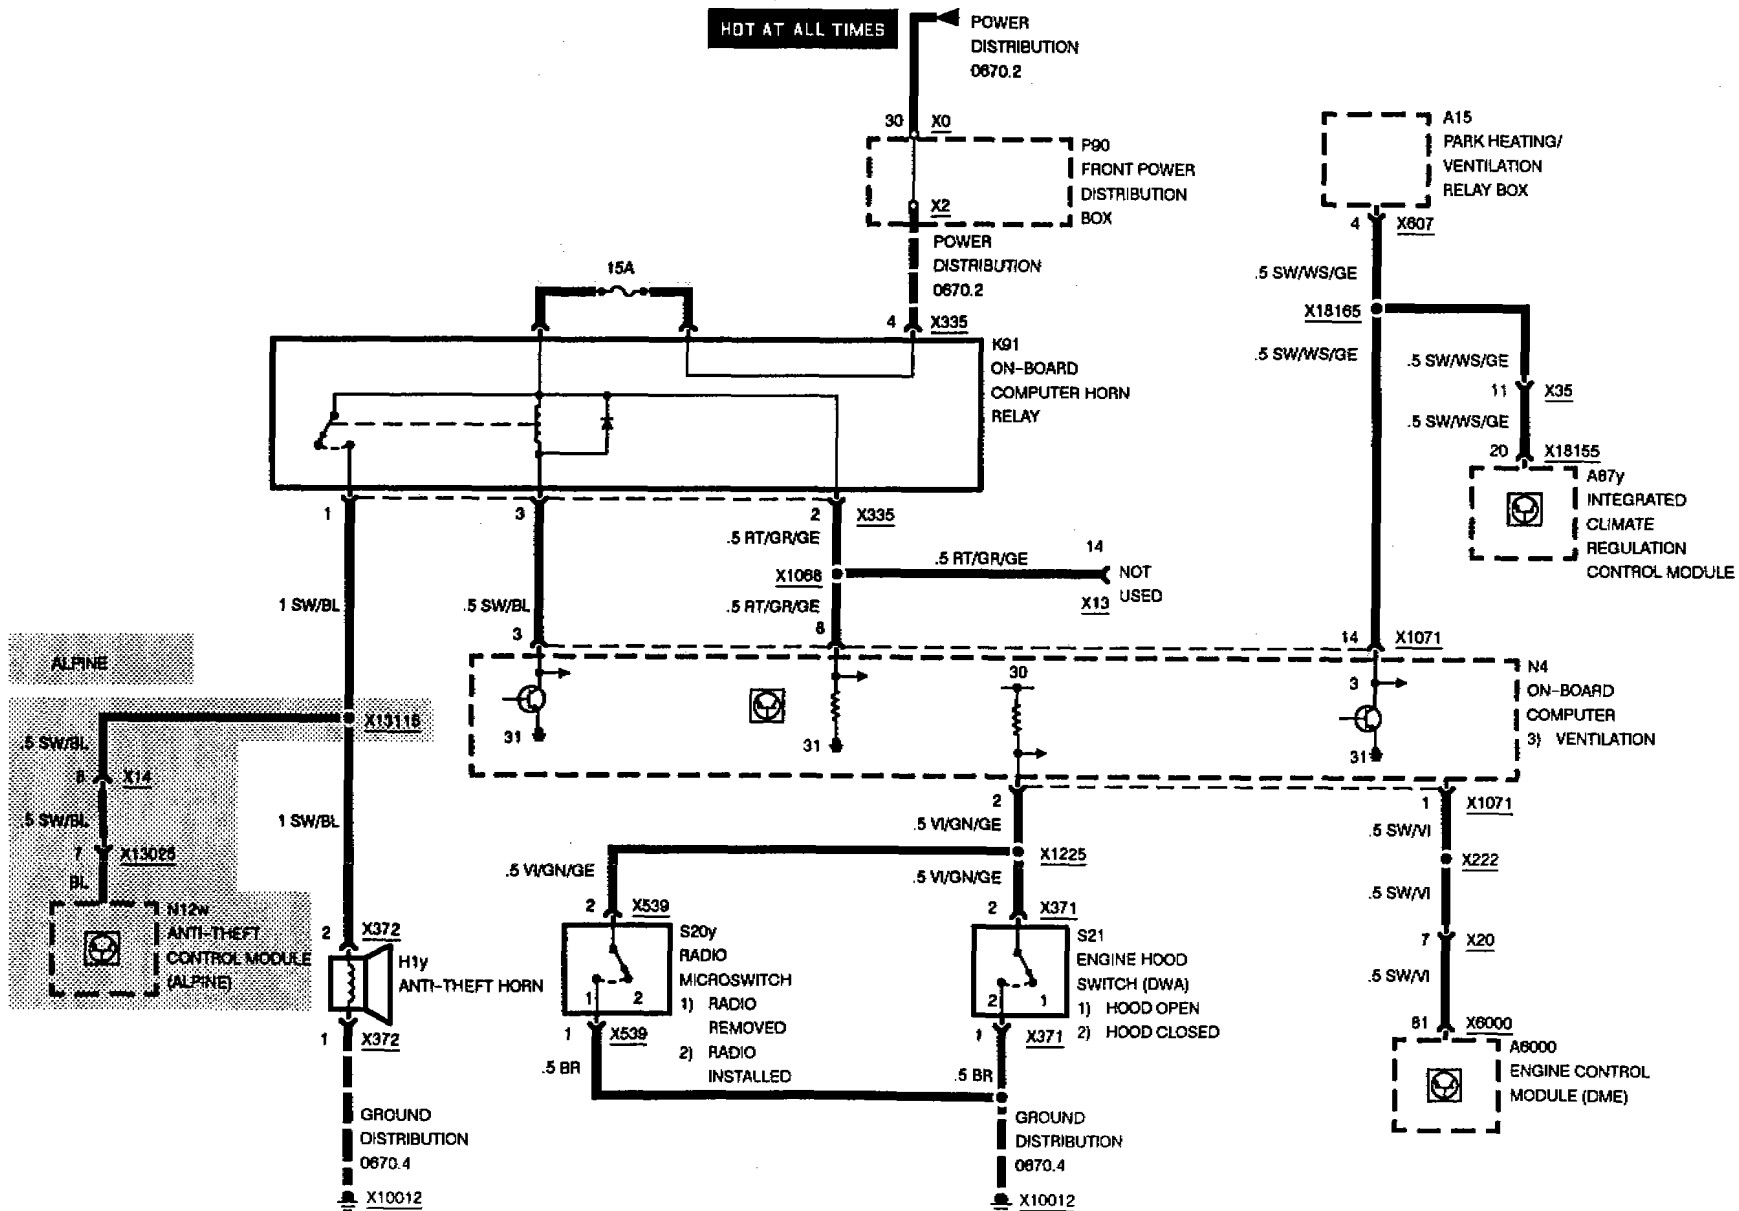 HOT AT ALL TIMES
POWER
DISTRIBUTION
0670.2
30 X0
P90
FRONT POWER
DISTRIBUTION
BOX
X2
POWER
DISTRIBUTION
0670.2
A15
PARK HEATING/
VENTILATION
RELAY BOX
4 X607
.5 SW/WS/GE
X18165
.5 SW/WS/GE
.5 SW/WS/GE
11 X35
.5 SW/WS/GE
20 X18155
A87y
INTEGRATED
CLIMATE
REGULATION
CONTROL MODULE
15A
4 X335
K91
ON-BOARD
COMPUTER HORN
RELAY
1
3
2 X335
.5 RT/GR/GE
.5 RT/GR/GE
14
NOT
USED
X1068
X13
1 SW/BL
.5 SW/BL
.5 RT/GR/GE
3
8
14 X1071
N4
ON-BOARD
COMPUTER
3) VENTILATION
30
3
31
31
31
ALPINE
X13116
.5 SW/BL
8 X14
.5 SW/BL
7 X13025
BL
N12w
ANTI-THEFT
CONTROL MODULE
(ALPINE)
1 SW/BL
2 X372
H1y
ANTI-THEFT HORN
1 X372
GROUND
DISTRIBUTION
0670.4
X10012
2
.5 VI/GN/GE
X1225
.5 VI/GN/GE
.5 VI/GN/GE
2 X539
S20y
RADIO
MICROSWITCH
1) RADIO
REMOVED
2) RADIO
INSTALLED
1 2
1 X539
.5 BR
2 X371
S21
ENGINE HOOD
SWITCH (DWA)
1) HOOD OPEN
2) HOOD CLOSED
2 1
1 X371
.5 BR
GROUND
DISTRIBUTION
0670.4
X10012
1 X1071
.5 SW/VI
X222
.5 SW/VI
7 X20
.5 SW/VI
81 X6000
A6000
ENGINE CONTROL
MODULE (DME)